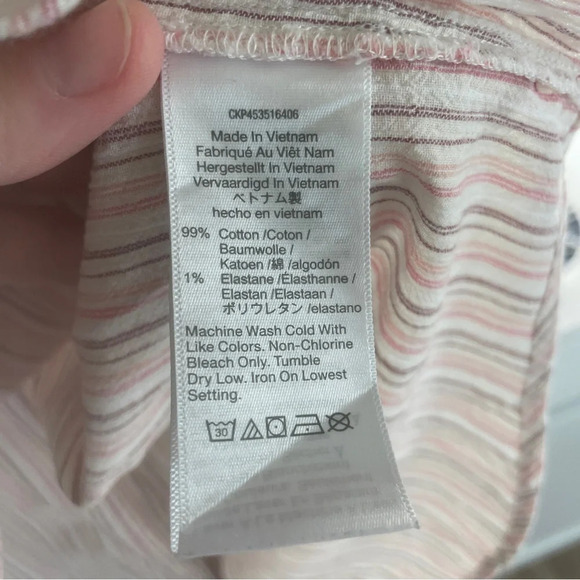 CKP453516406
Made In Vietnam
Fabriqué Au Viêt Nam
Hergestellt In Vietnam
Vervaardigd In Vietnam
ベトナム製
hecho en vietnam
99% Cotton /Coton /
Baumwolle /
Katoen /綿 /algodón
1% Elastane /Élasthanne /
Elastan /Elastaan /
ポリウレタン /elastano
Machine Wash Cold With
Like Colors. Non-Chlorine
Bleach Only. Tumble
Dry Low. Iron On Lowest
Setting.
30